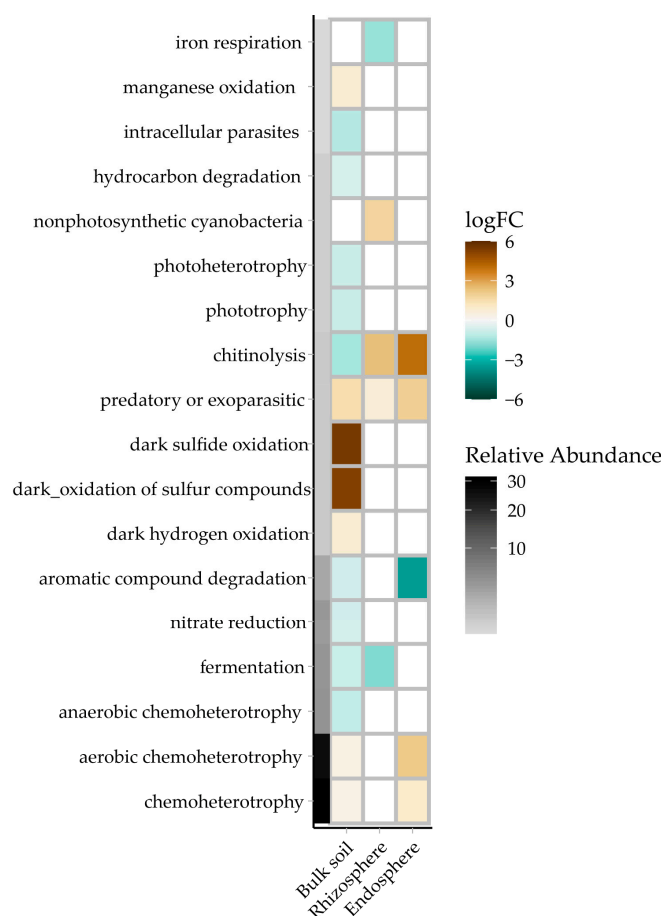 iron respiration
manganese oxidation
intracellular parasites
hydrocarbon degradation
nonphotosynthetic cyanobacteria
photoheterotrophy
phototrophy
chitinolysis
predatory or exoparasitic
dark sulfide oxidation
dark_oxidation of sulfur compounds
dark hydrogen oxidation
aromatic compound degradation
nitrate reduction
fermentation
anaerobic chemoheterotrophy
aerobic chemoheterotrophy
chemoheterotrophy
Bulk soil
Rhizosphere
Endosphere
logFC
6
3
0
−3
−6
Relative Abundance
30
20
10